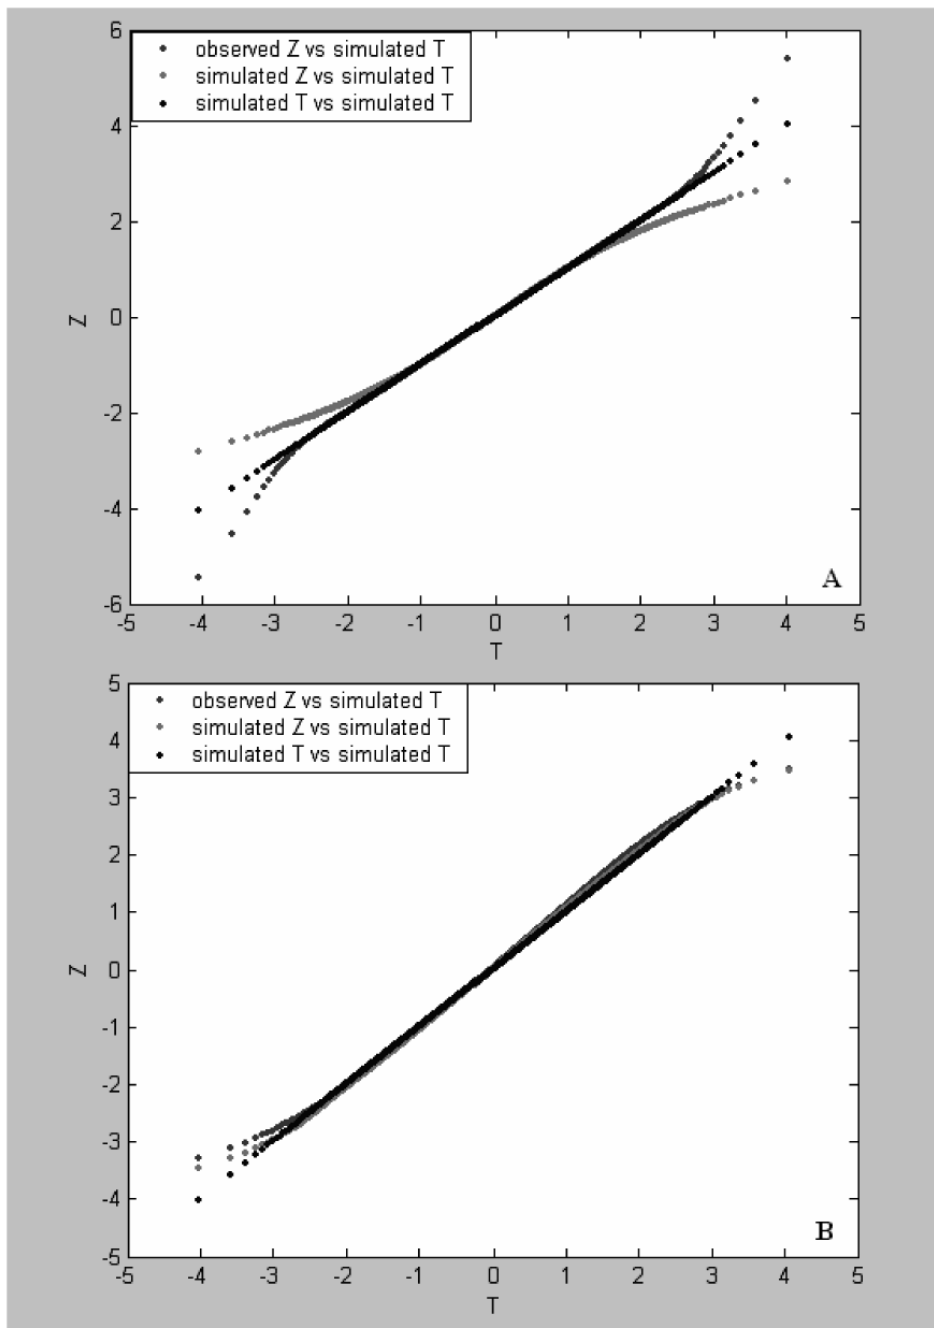 6
observed Z vs simulated T
simulated Z vs simulated T
simulated T vs simulated T
4
2
Z
0
-2
-4
A
-6
-5 -4 -3 -2 -1 0 1 2 3 4 5
T
5
observed Z vs simulated T
simulated Z vs simulated T
simulated T vs simulated T
4
3
2
1
Z
0
-1
-2
-3
-4
B
-5
-5 -4 -3 -2 -1 0 1 2 3 4 5
T